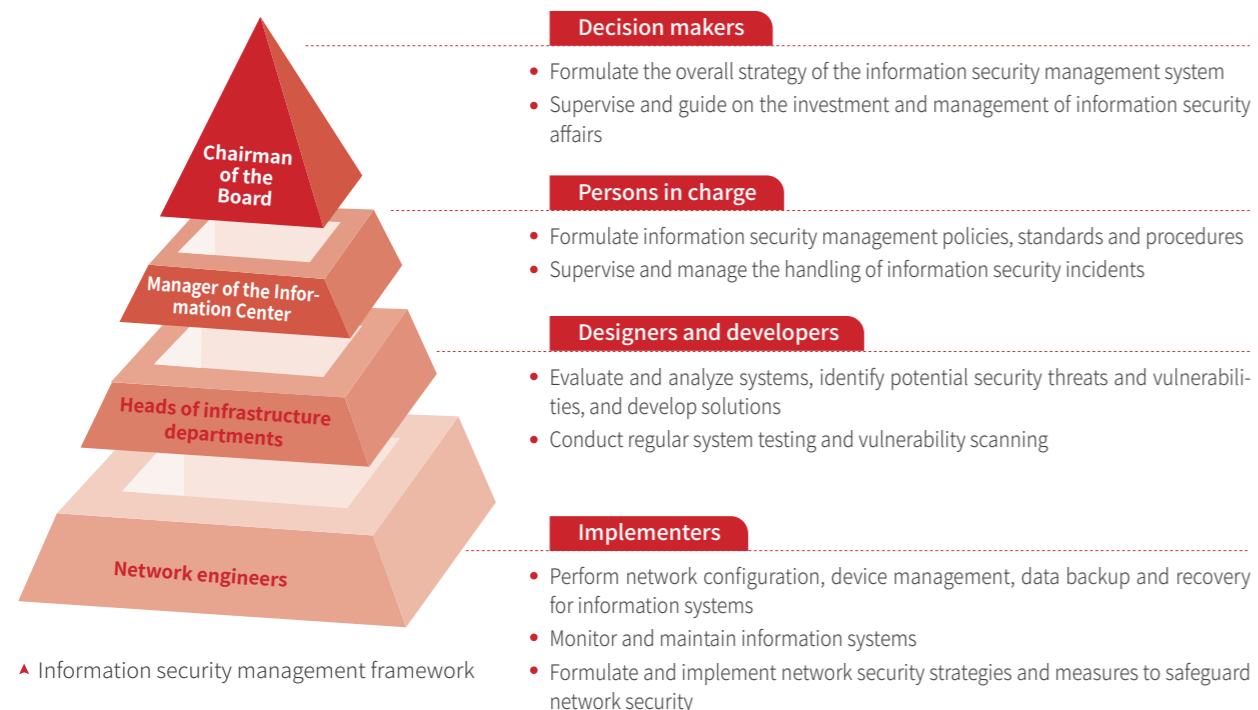 Decision makers
• Formulate the overall strategy of the information security management system
• Supervise and guide on the investment and management of information security
affairs
Chairman
of the
Board
Persons in charge
• Formulate information security management policies, standards and procedures
• Supervise and manage the handling of information security incidents
Manager of the Infor-
mation Center
Designers and developers
• Evaluate and analyze systems, identify potential security threats and vulnerabili-
ties, and develop solutions
• Conduct regular system testing and vulnerability scanning
Heads of infrastructure
departments
Implementers
• Perform network configuration, device management, data backup and recovery
for information systems
• Monitor and maintain information systems
• Formulate and implement network security strategies and measures to safeguard
network security
Network engineers
Information security management framework